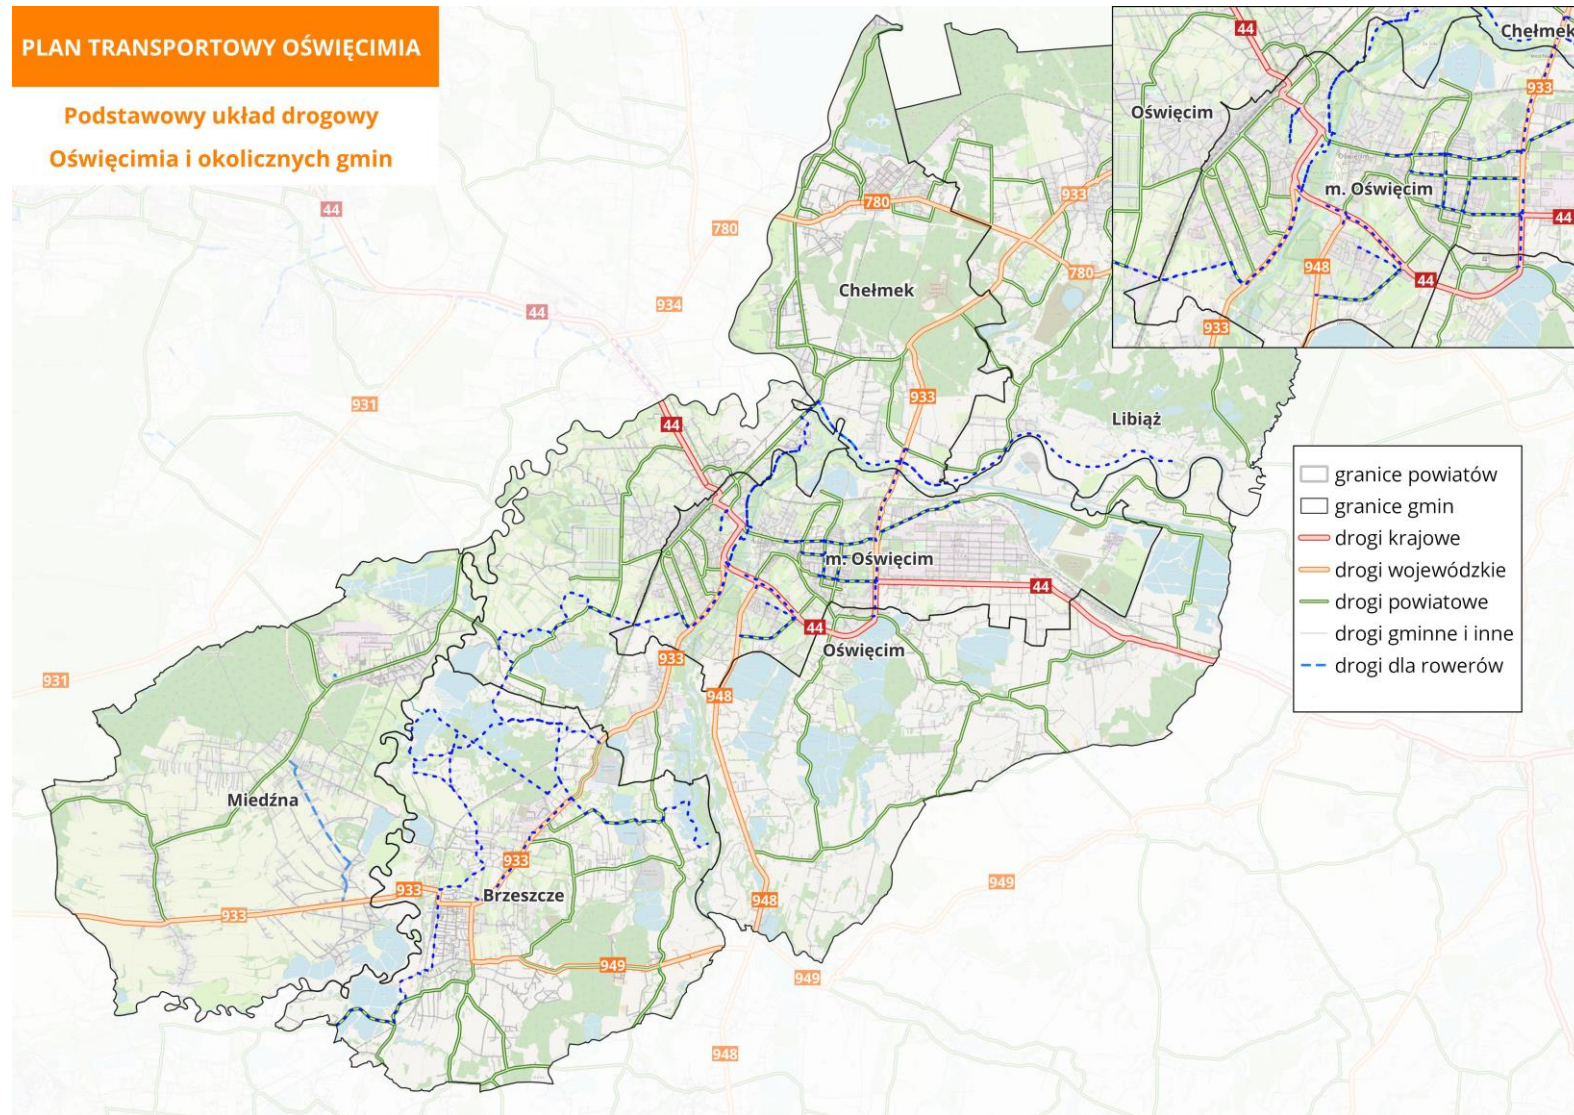 PLAN TRANSPORTOWY OŚWIĘCIMIA
Podstawowy układ drogowy
Oświęcimia i okolicznych gmin
44
Chełmek
933
Oświęcim
m. Oświęcim
44
948
44
933
44
780
780
933
780
934
44
Chełmek
931
933
44
Libiąż
granice powiatów
granice gmin
drogi krajowe
drogi wojewódzkie
drogi powiatowe
drogi gminne i inne
drogi dla rowerów
m. Oświęcim
44
44
Oświęcim
933
931
948
Miedźna
933
949
933
Brzeszcze
948
933
949
949
948